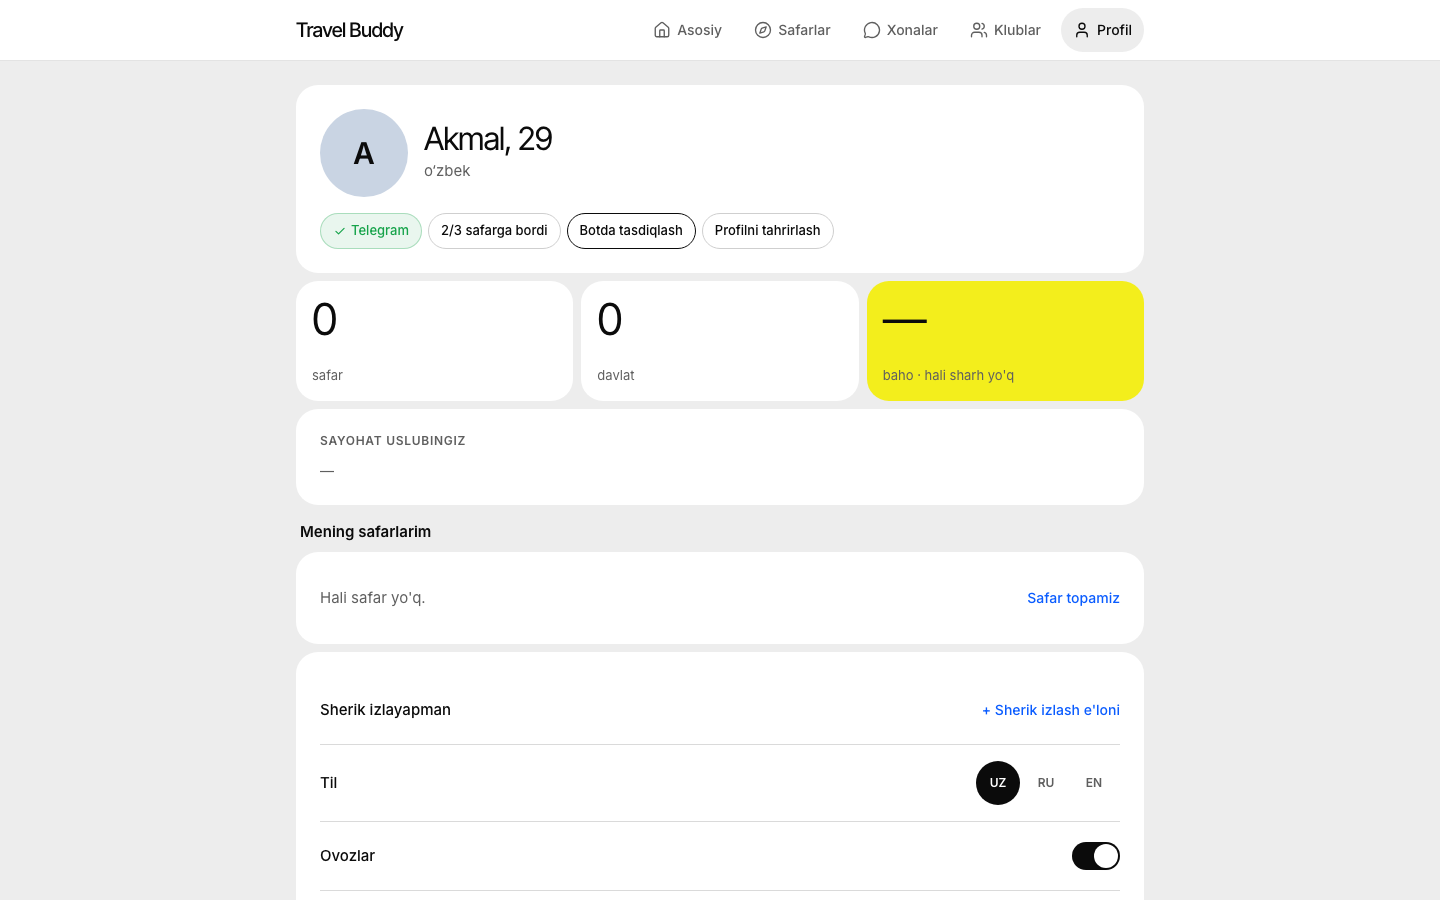 Travel Buddy
Asosiy
Safarlar
Xonalar
Klublar
Profil
A
Akmal, 29
oʻzbek
Telegram
2/3 safarga bordi
Botda tasdiqlash
Profilni tahrirlash
0
safar
0
davlat
—
baho · hali sharh yo'q
SAYOHAT USLUBINGIZ
—
Mening safarlarim
Hali safar yo'q.
Safar topamiz
Sherik izlayapman
+ Sherik izlash e'loni
Til
UZ
RU
EN
Ovozlar